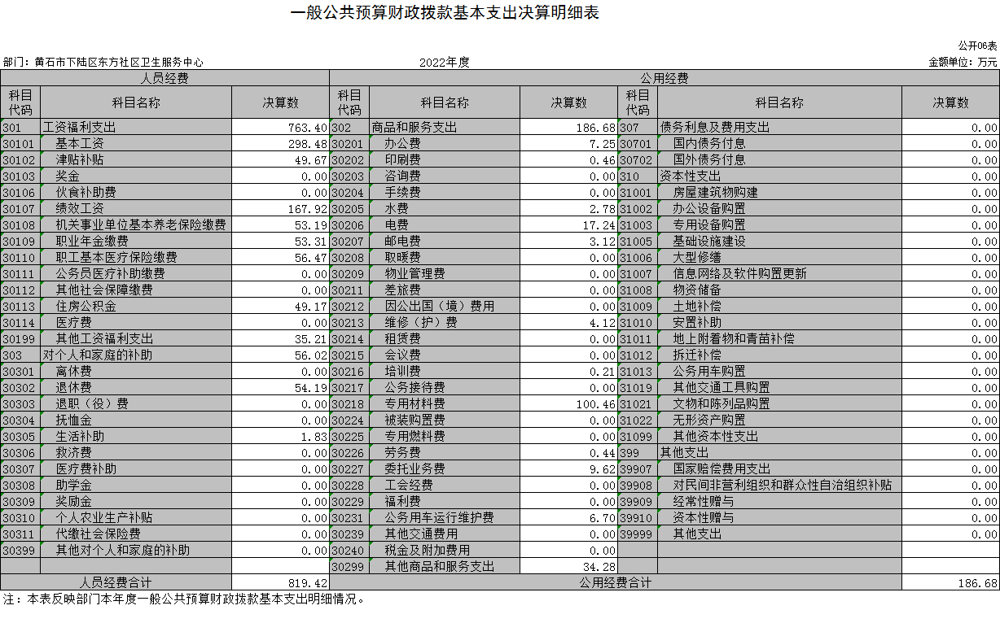 一般公共预算财政拨款基本支出决算明细表
公开06表
部门：黄石市下陆区东方社区卫生服务中心 2022年度 金额单位：万元
人员经费 公用经费
科目代码 科目名称 决算数 科目代码 科目名称 决算数 科目代码 科目名称 决算数
301 工资福利支出 763.40 302 商品和服务支出 186.68 307 债务利息及费用支出 0.00
30101 基本工资 298.48 30201 办公费 7.25 30701 国内债务付息 0.00
30102 津贴补贴 49.67 30202 印刷费 0.46 30702 国外债务付息 0.00
30103 奖金 0.00 30203 咨询费 0.00 310 资本性支出 0.00
30106 伙食补助费 0.00 30204 手续费 0.00 31001 房屋建筑物购建 0.00
30107 绩效工资 167.92 30205 水费 2.78 31002 办公设备购置 0.00
30108 机关事业单位基本养老保险缴费 53.19 30206 电费 17.24 31003 专用设备购置 0.00
30109 职业年金缴费 53.31 30207 邮电费 3.12 31005 基础设施建设 0.00
30110 职工基本医疗保险缴费 56.47 30208 取暖费 0.00 31006 大型修缮 0.00
30111 公务员医疗补助缴费 0.00 30209 物业管理费 0.00 31007 信息网络及软件购置更新 0.00
30112 其他社会保障缴费 0.00 30211 差旅费 0.00 31008 物资储备 0.00
30113 住房公积金 49.17 30212 因公出国（境）费用 0.00 31009 土地补偿 0.00
30114 医疗费 0.00 30213 维修（护）费 4.12 31010 安置补助 0.00
30199 其他工资福利支出 35.21 30214 租赁费 0.00 31011 地上附着物和青苗补偿 0.00
303 对个人和家庭的补助 56.02 30215 会议费 0.00 31012 拆迁补偿 0.00
30301 离休费 0.00 30216 培训费 0.21 31013 公务用车购置 0.00
30302 退休费 54.19 30217 公务接待费 0.00 31019 其他交通工具购置 0.00
30303 退职（役）费 0.00 30218 专用材料费 100.46 31021 文物和陈列品购置 0.00
30304 抚恤金 0.00 30224 被装购置费 0.00 31022 无形资产购置 0.00
30305 生活补助 1.83 30225 专用燃料费 0.00 31099 其他资本性支出 0.00
30306 救济费 0.00 30226 劳务费 0.44 399 其他支出 0.00
30307 医疗费补助 0.00 30227 委托业务费 9.62 39907 国家赔偿费用支出 0.00
30308 助学金 0.00 30228 工会经费 0.00 39908 对民间非营利组织和群众性自治组织补贴 0.00
30309 奖励金 0.00 30229 福利费 0.00 39909 经常性赠与 0.00
30310 个人农业生产补贴 0.00 30231 公务用车运行维护费 6.70 39910 资本性赠与 0.00
30311 代缴社会保险费 0.00 30239 其他交通费用 0.00 39999 其他支出 0.00
30399 其他对个人和家庭的补助 0.00 30240 税金及附加费用 0.00
30299 其他商品和服务支出 34.28
人员经费合计 819.42 公用经费合计 186.68
注：本表反映部门本年度一般公共预算财政拨款基本支出明细情况。